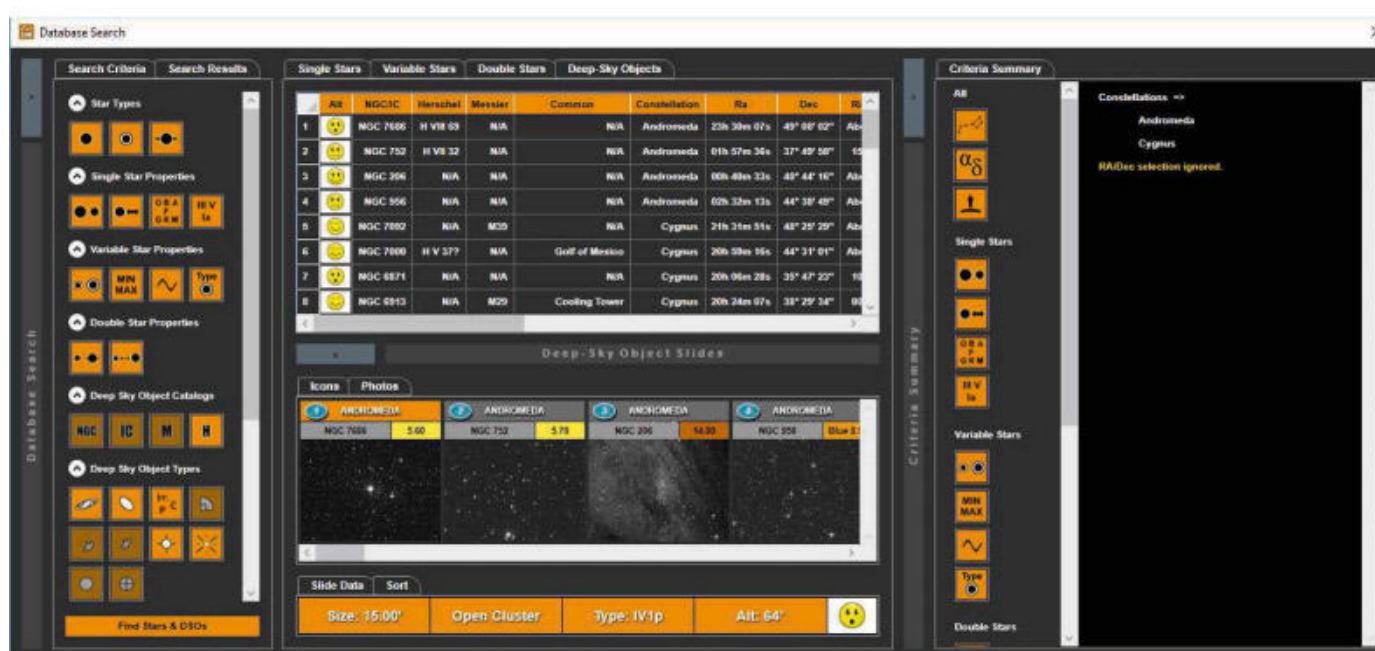 Database Search
Search Criteria Search Results
Star Types
Single Star Properties
O B A
F
G K M
III V
Ia
Variable Star Properties
MIN
MAX
Type
Double Star Properties
Deep Sky Object Catalogs
NGC IC M H
Deep Sky Object Types
Find Stars & DSOs
Database Search
Single Stars Variable Stars Double Stars Deep-Sky Objects
Alt NGC/IC Herschel Messier Common Constellation Ra Dec
1 NGC 7686 H VIII 69 N/A N/A Andromeda 23h 30m 07s 49° 08' 02"
2 NGC 752 H VII 32 N/A N/A Andromeda 01h 57m 36s 37° 49' 58"
3 NGC 206 N/A N/A N/A Andromeda 00h 40m 33s 40° 44' 16"
4 NGC 956 N/A N/A N/A Andromeda 02h 32m 13s 44° 38' 49"
5 NGC 7092 N/A M39 N/A Cygnus 21h 31m 51s 48° 25' 29"
6 NGC 7000 H V 37? N/A Golf of Mexico Cygnus 20h 59m 16s 44° 31' 01"
7 NGC 6871 N/A N/A N/A Cygnus 20h 06m 28s 35° 47' 23"
8 NGC 6913 N/A M29 Cooling Tower Cygnus 20h 24m 07s 38° 29' 34"
Deep-Sky Object Slides
Icons Photos
1 ANDROMEDA 2 ANDROMEDA 3 ANDROMEDA 4 ANDROMEDA
NGC 7686 5.60 NGC 752 5.70 NGC 206 NGC 956
Slide Data Sort
Size: 15.00' Open Cluster Type: IV1p Alt: 64°
Criteria Summary
Criteria Summary
All
αδ
Single Stars
O B A
F
G K M
III V
Ia
Variable Stars
MIN
MAX
Type
Double Stars
Constellations =>
Andromeda
Cygnus
RA/Dec selection ignored.